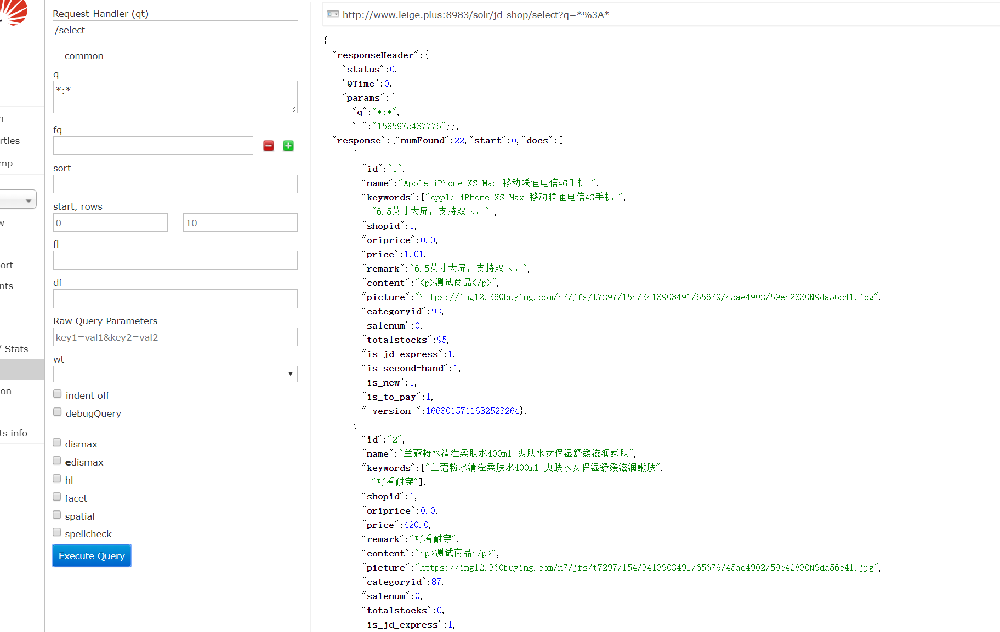 Request-Handler (qt)
/select
common
q
*:*
fq
sort
start, rows
0
10
fl
df
Raw Query Parameters
key1=val1&key2=val2
wt
------
indent off
debugQuery
dismax
edismax
hl
facet
spatial
spellcheck
Execute Query
rties
mp
ort
nts
/ Stats
on
ts info
http://www.leige.plus:8983/solr/jd-shop/select?q=*%3A*
{
"responseHeader":{
"status":0,
"QTime":0,
"params":{
"q":"*:*",
"_":"1585975437776"}},
"response":{"numFound":22,"start":0,"docs":[
{
"id":"1",
"name":"Apple iPhone XS Max 移动联通电信4G手机 ",
"keywords":["Apple iPhone XS Max 移动联通电信4G手机 ",
"6.5英寸大屏，支持双卡。"],
"shopid":1,
"oriprice":0.0,
"price":1.01,
"remark":"6.5英寸大屏，支持双卡。",
"content":"<p>测试商品</p>",
"picture":"https://img12.360buyimg.com/n7/jfs/t7297/154/3413903491/65679/45ae4902/59e42830N9da56c41.jpg",
"categoryid":93,
"salenum":0,
"totalstocks":95,
"is_jd_express":1,
"is_second-hand":1,
"is_new":1,
"is_to_pay":1,
"_version_":1663015711632523264},
{
"id":"2",
"name":"兰蔻粉水清滢柔肤水400ml 爽肤水女保湿舒缓滋润嫩肤",
"keywords":["兰蔻粉水清滢柔肤水400ml 爽肤水女保湿舒缓滋润嫩肤",
"好看耐穿"],
"shopid":1,
"oriprice":0.0,
"price":420.0,
"remark":"好看耐穿",
"content":"<p>测试商品</p>",
"picture":"https://img12.360buyimg.com/n7/jfs/t7297/154/3413903491/65679/45ae4902/59e42830N9da56c41.jpg",
"categoryid":87,
"salenum":0,
"totalstocks":0,
"is_jd_express":1,